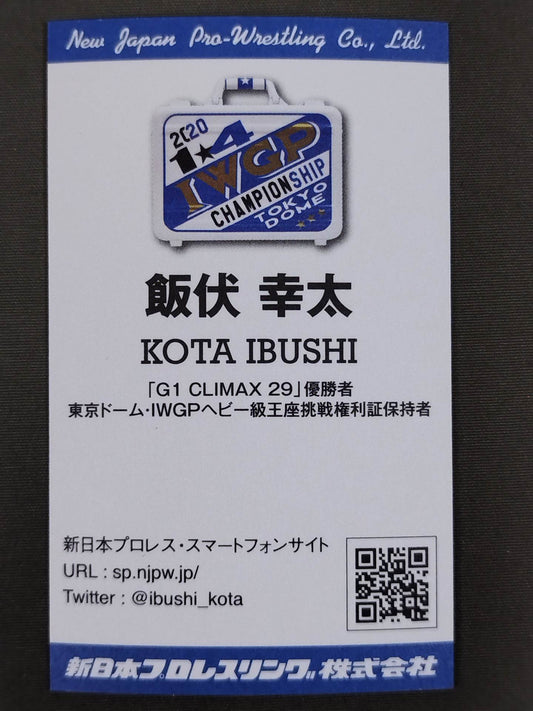 New Japan Pro-Wrestling Co., Ltd.
2020
1★4
IWGP
CHAMPIONSHIP
TOKYO
DOME
飯伏 幸太
KOTA IBUSHI
「G1 CLIMAX 29」優勝者
東京ドーム・IWGPヘビー級王座挑戦権利証保持者
新日本プロレス・スマートフォンサイト
URL : sp.njpw.jp/
Twitter : @ibushi_kota
新日本プロレスリング株式会社